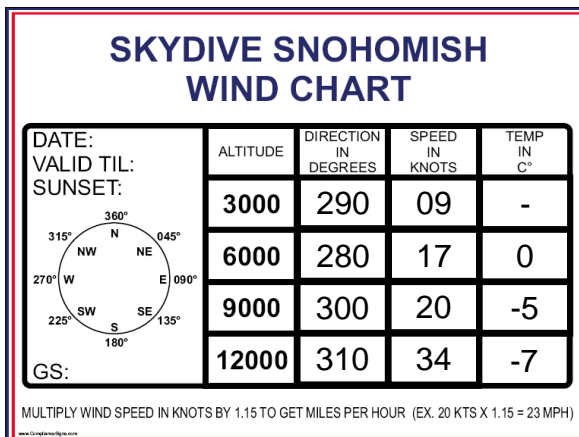 SKYDIVE SNOHOMISH
WIND CHART
DATE:
VALID TIL:
SUNSET:
360°
315° N 045°
NW NE
270° W E 090°
SW SE
225° S 135°
180°
GS:
ALTITUDE DIRECTION IN DEGREES SPEED IN KNOTS TEMP IN C°
3000 290 09 -
6000 280 17 0
9000 300 20 -5
12000 310 34 -7
MULTIPLY WIND SPEED IN KNOTS BY 1.15 TO GET MILES PER HOUR (EX. 20 KTS X 1.15 = 23 MPH)
www.ComplianceSigns.com